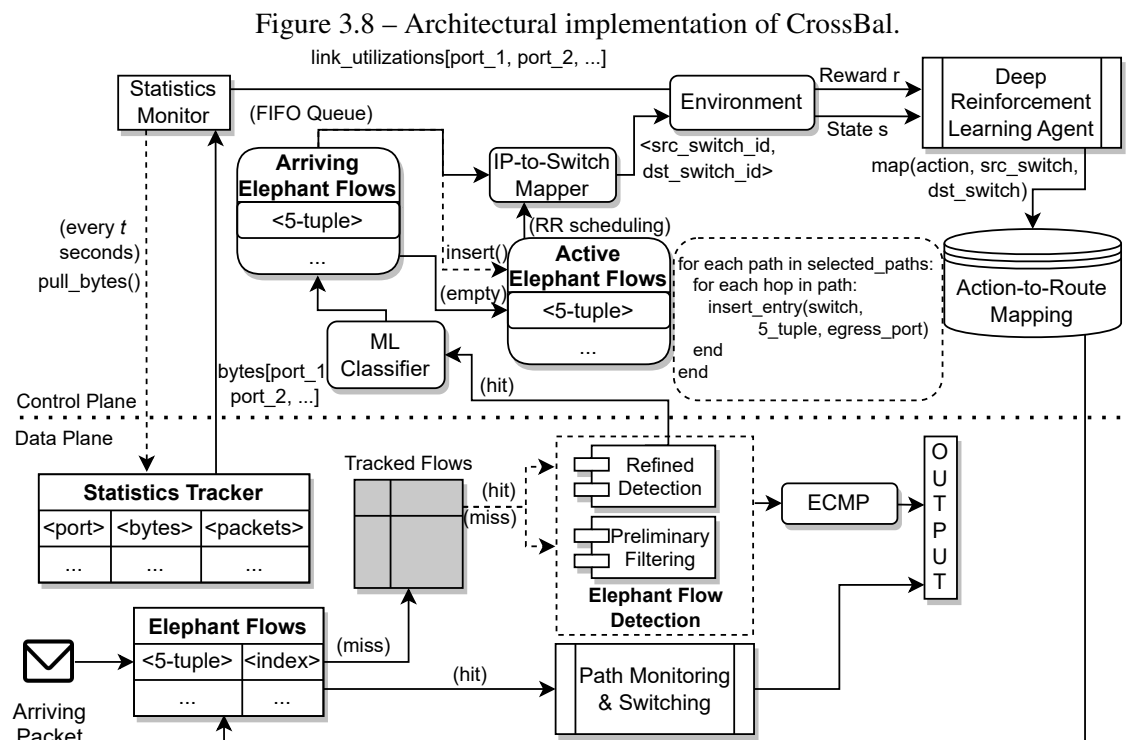 Figure 3.8 – Architectural implementation of CrossBal.
link_utilizations[port_1, port_2, ...]
Statistics
Monitor
(FIFO Queue)
Environment
Reward r
State s
Deep
Reinforcement
Learning Agent
Arriving
Elephant Flows
<5-tuple>
...
IP-to-Switch
Mapper
<src_switch_id,
dst_switch_id>
map(action, src_switch,
dst_switch)
(every t
seconds)
pull_bytes()
(RR scheduling)
insert()
(empty)
Active
Elephant Flows
<5-tuple>
...
for each path in selected_paths:
for each hop in path:
insert_entry(switch,
5_tuple, egress_port)
end
end
Action-to-Route
Mapping
ML
Classifier
bytes[port_1
port_2, ...]
(hit)
Control Plane
Data Plane
Statistics Tracker
<port> <bytes> <packets>
... ... ...
Tracked Flows
(hit)
(miss)
Refined
Detection
Preliminary
Filtering
Elephant Flow
Detection
ECMP
OUTPUT
Elephant Flows
<5-tuple> <index>
... ...
(miss)
(hit)
Path Monitoring
& Switching
Arriving
Packet